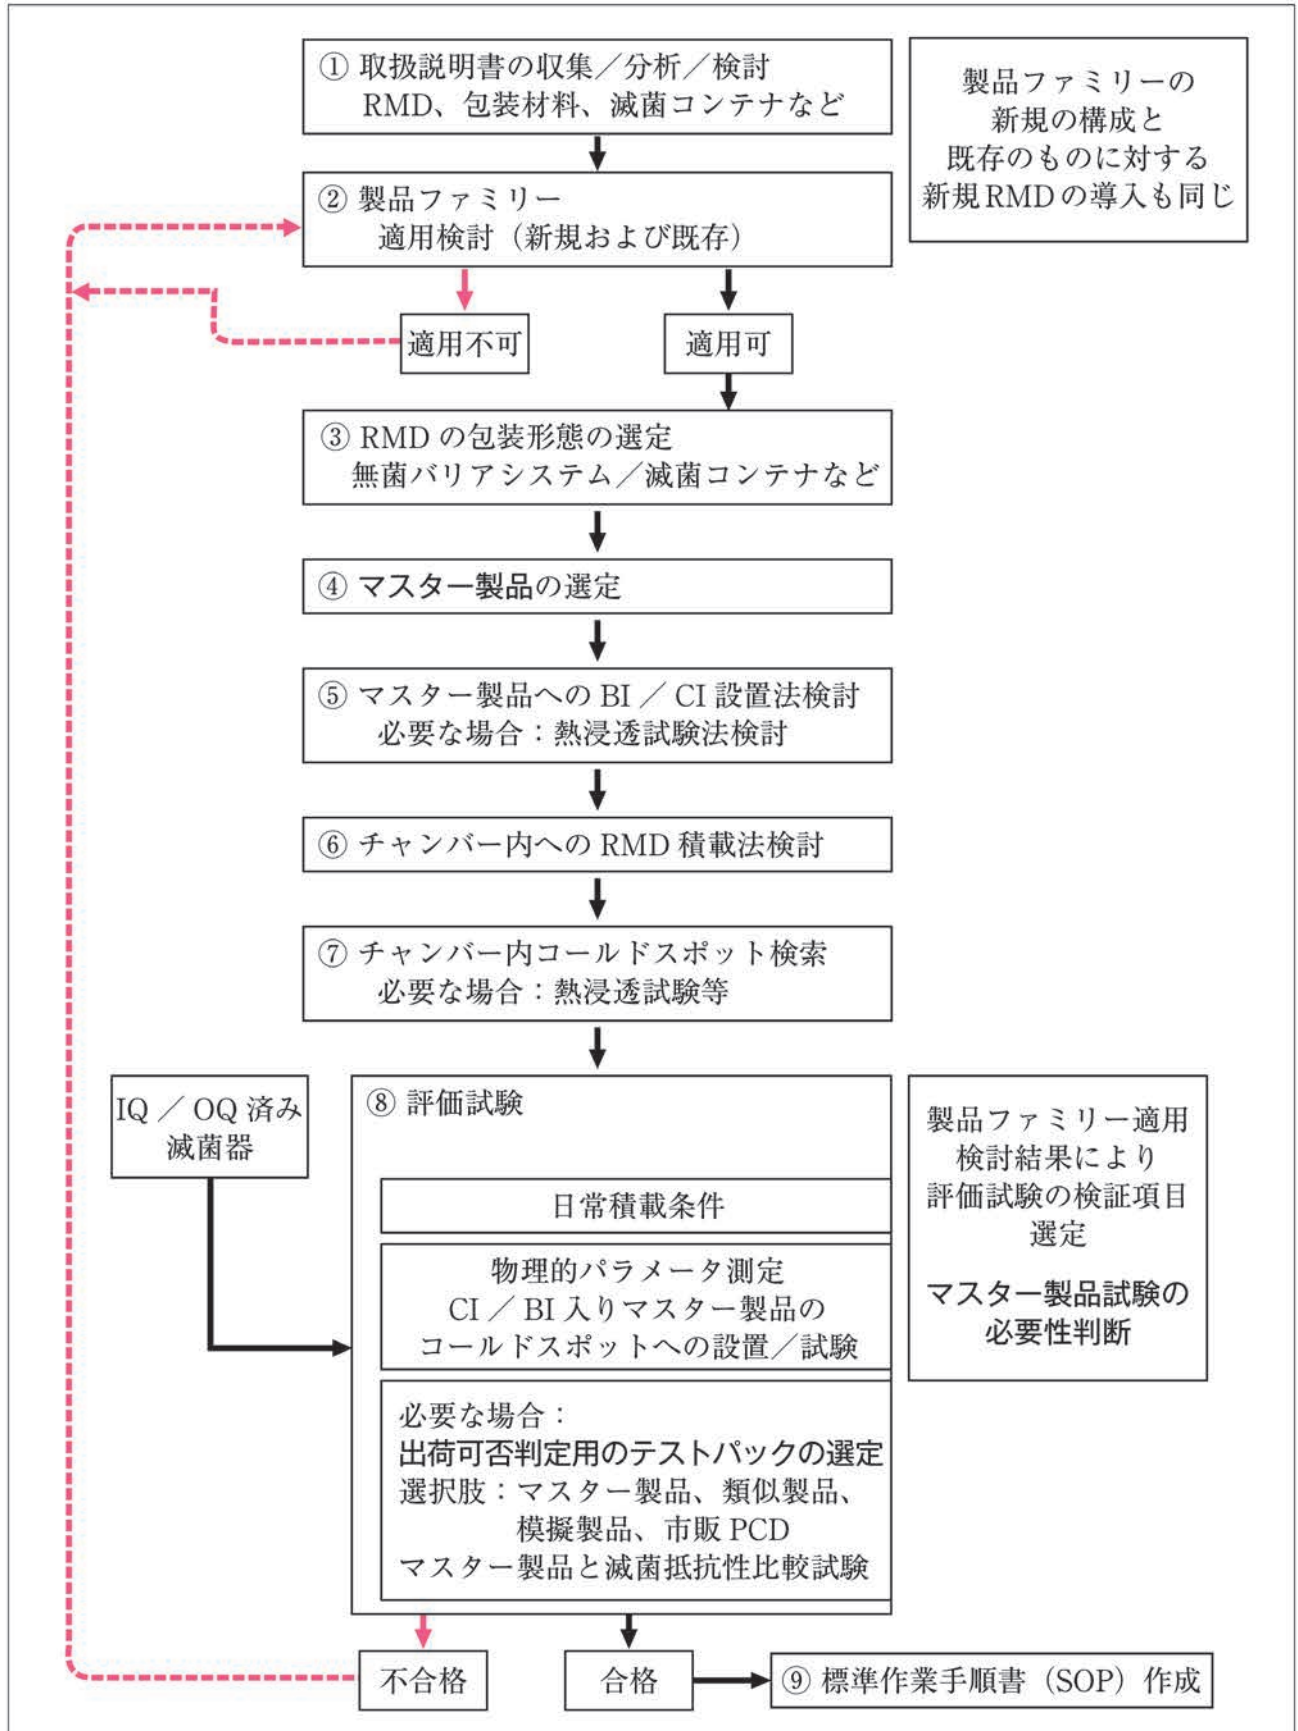 ① 取扱説明書の収集／分析／検討
RMD、包装材料、滅菌コンテナなど
製品ファミリーの
新規の構成と
既存のものに対する
新規RMDの導入も同じ
② 製品ファミリー
適用検討（新規および既存）
適用不可
適用可
③ RMD の包装形態の選定
無菌バリアシステム／滅菌コンテナなど
④ マスター製品の選定
⑤ マスター製品への BI ／ CI 設置法検討
必要な場合：熱浸透試験法検討
⑥ チャンバー内への RMD 積載法検討
⑦ チャンバー内コールドスポット検索
必要な場合：熱浸透試験等
IQ ／ OQ 済み
滅菌器
⑧ 評価試験
日常積載条件
物理的パラメータ測定
CI ／ BI 入りマスター製品の
コールドスポットへの設置／試験
必要な場合：
出荷可否判定用のテストパックの選定
選択肢：マスター製品、類似製品、
模擬製品、市販 PCD
マスター製品と滅菌抵抗性比較試験
製品ファミリー適用
検討結果により
評価試験の検証項目
選定
マスター製品試験の
必要性判断
不合格
合格
⑨ 標準作業手順書（SOP）作成